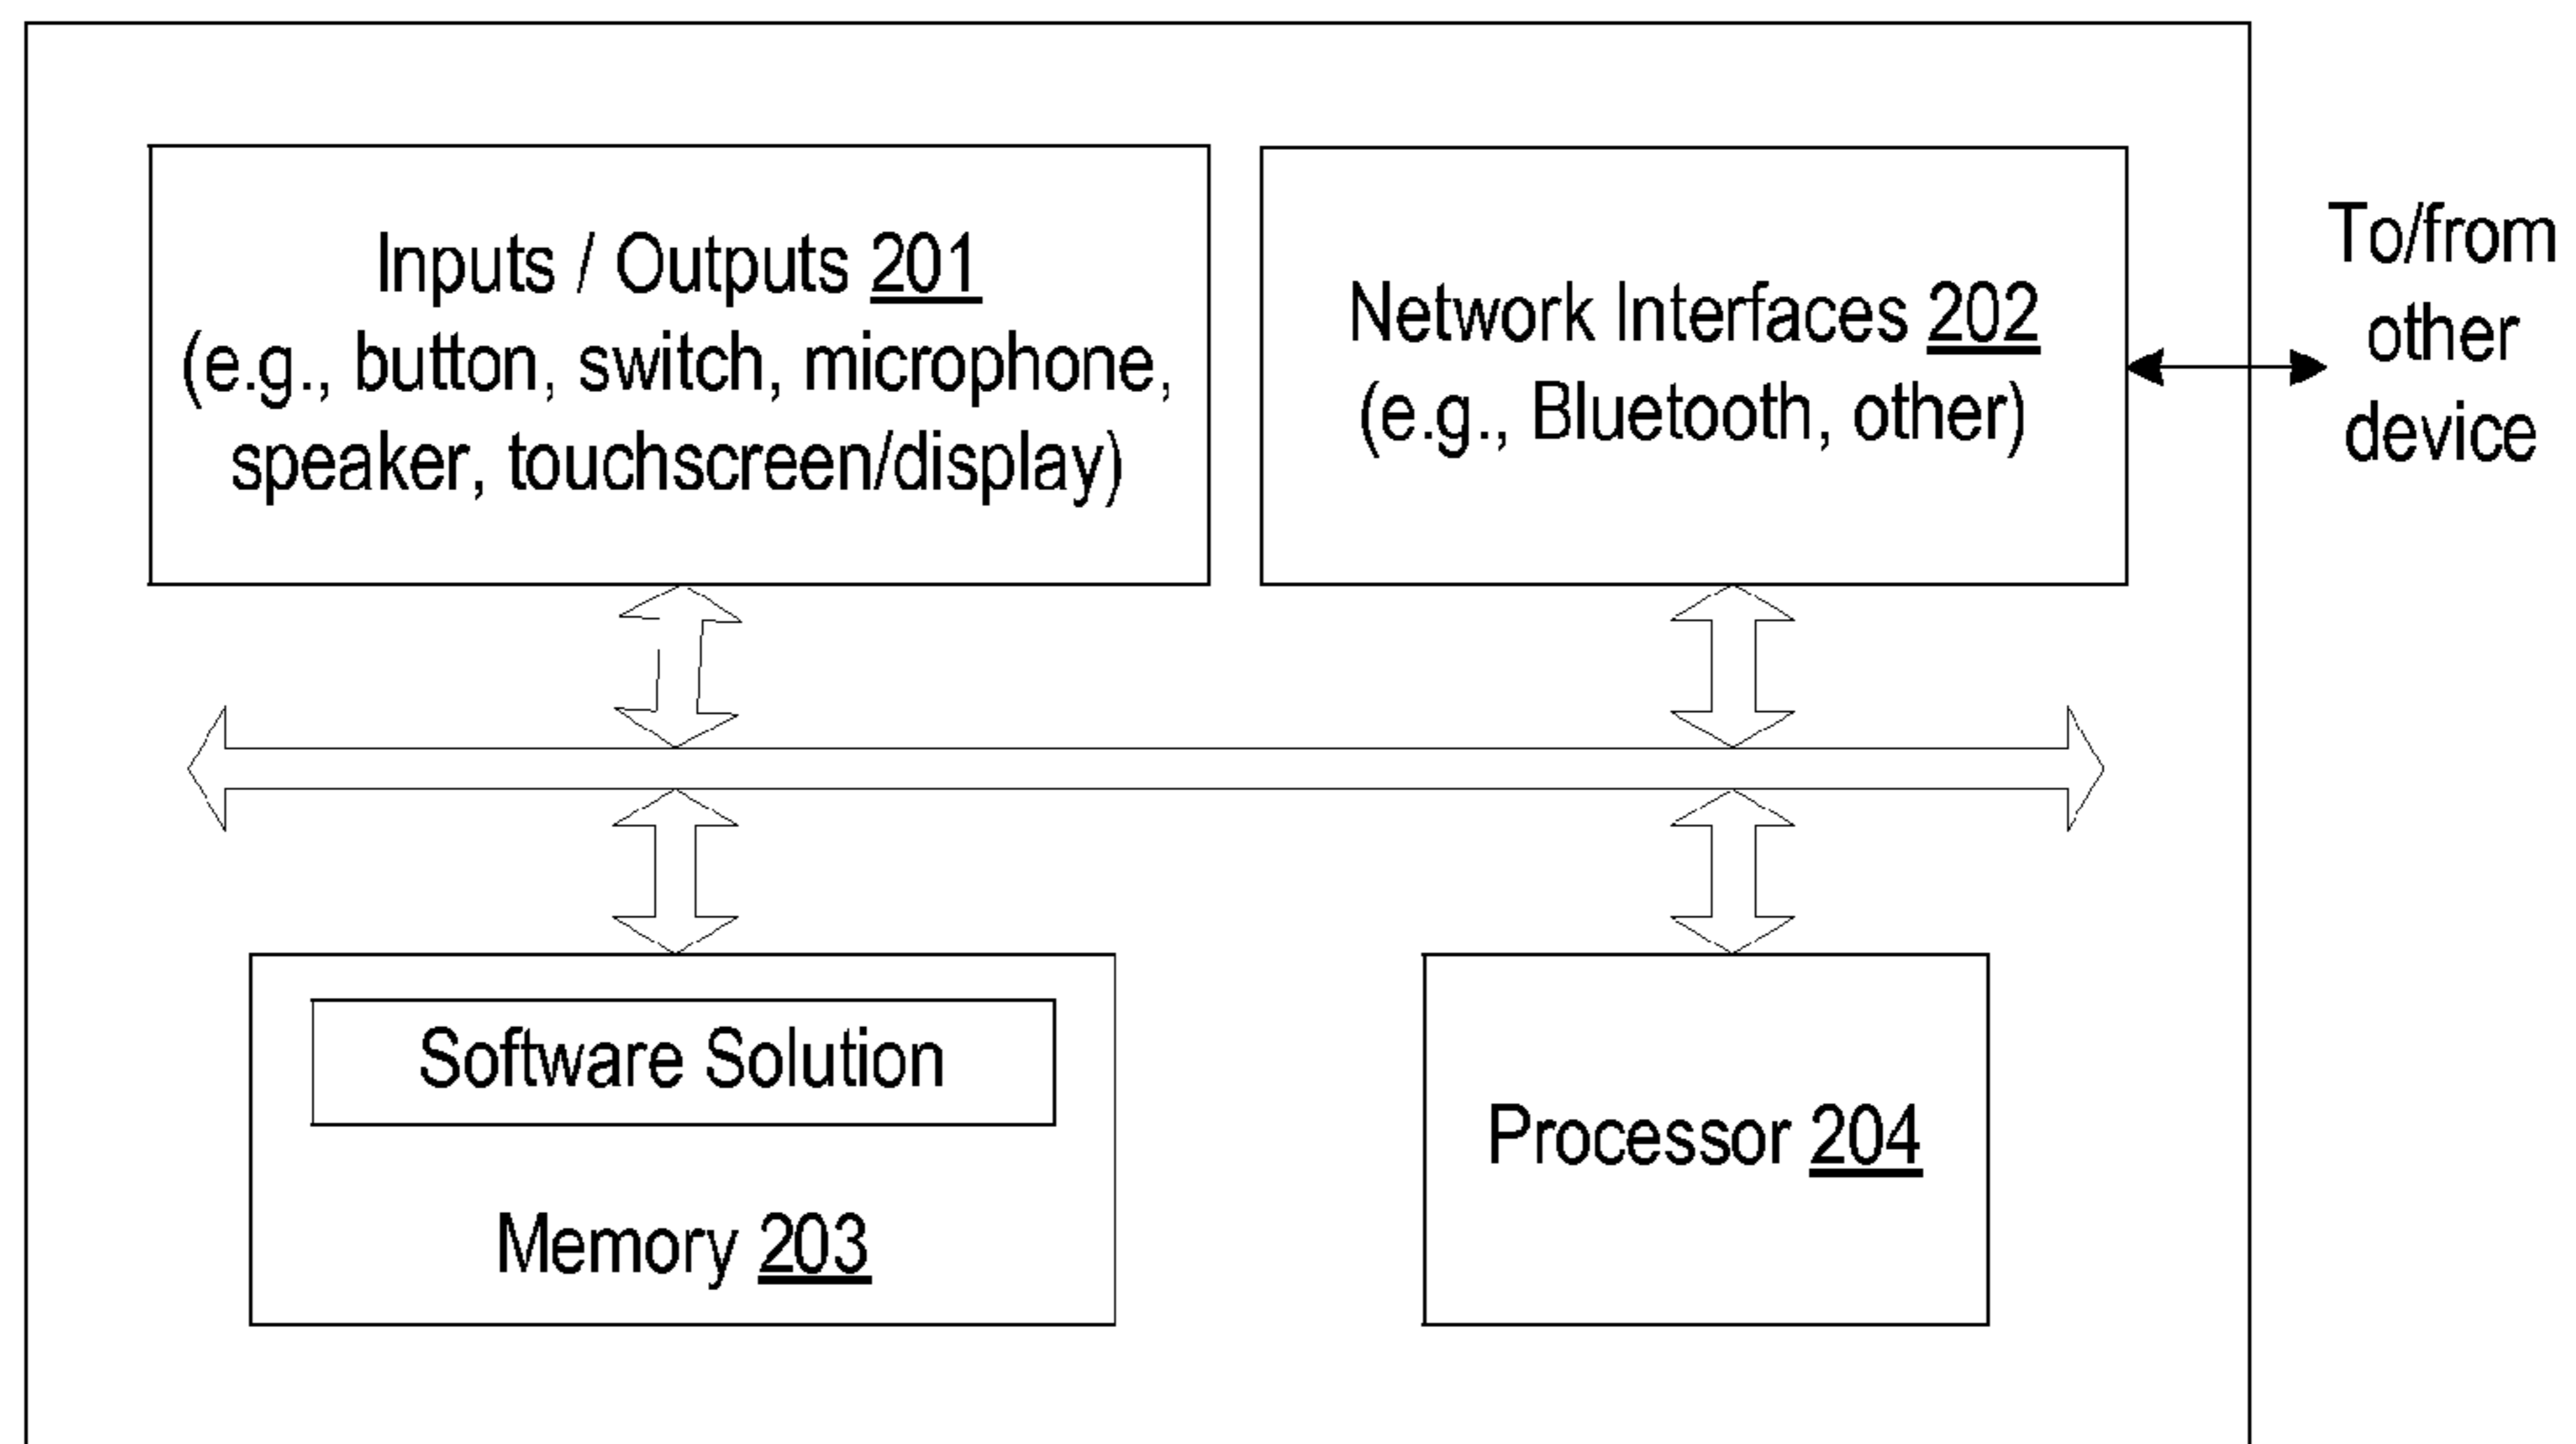 Inputs / Outputs 201
(e.g., button, switch, microphone,
speaker, touchscreen/display)
Network Interfaces 202
(e.g., Bluetooth, other)
To/from
other
device
Software Solution
Memory 203
Processor 204